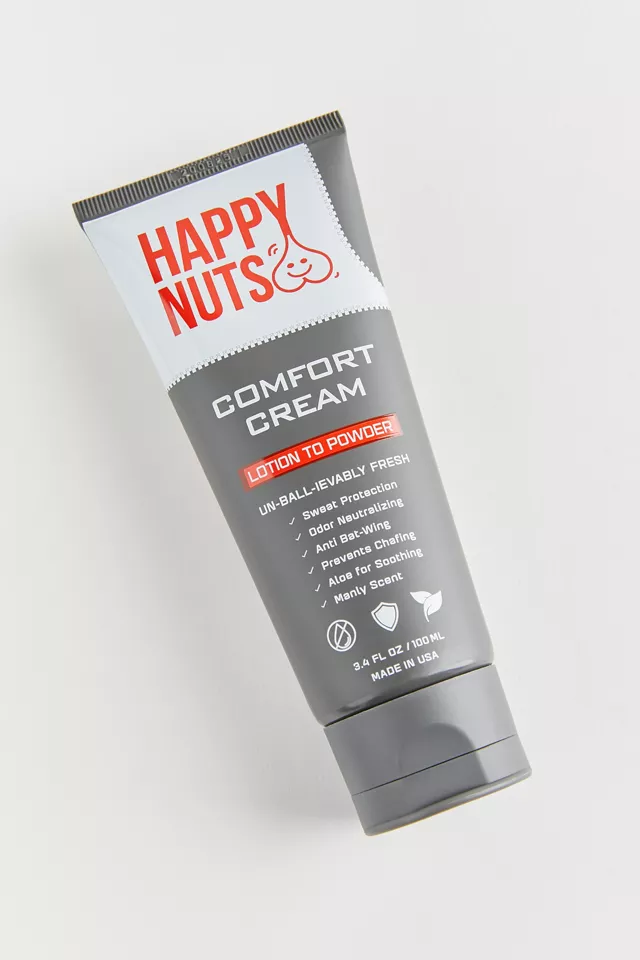 HAPPY
NUTS
COMFORT
CREAM
LOTION TO POWDER
UN-BALL-IEVABLY FRESH
✓ Sweat Protection
✓ Odor Neutralizing
✓ Anti Bat-Wing
✓ Prevents Chafing
✓ Aloe for Soothing
✓ Manly Scent
3.4 FL OZ / 100 ML
MADE IN USA